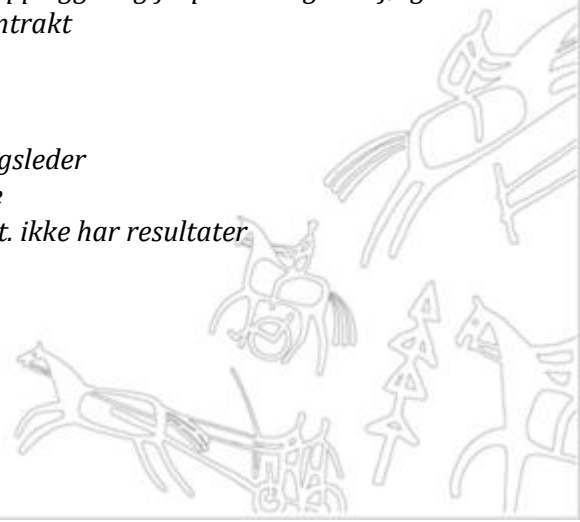 ntrakt
gsleder
e
t. ikke har resultater